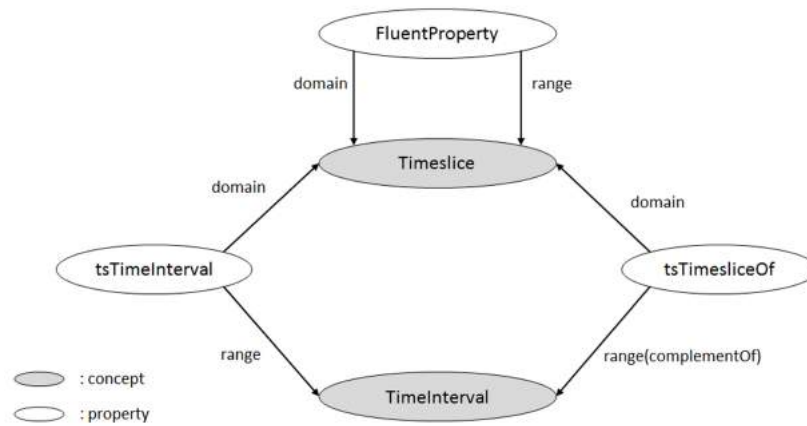 FluentProperty
domain
range
Timeslice
domain
domain
tsTimeInterval
tsTimesliceOf
range
range(complementOf)
: concept
TimeInterval
: property